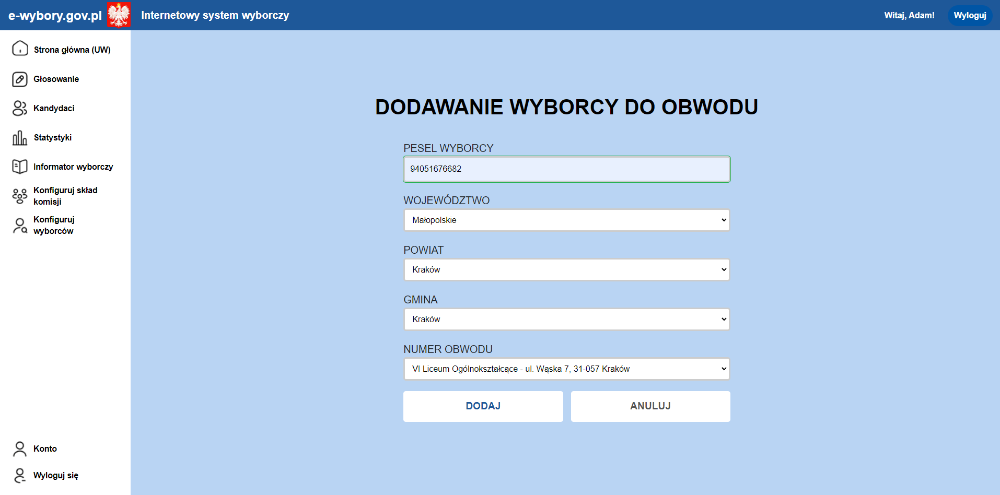 e-wybory.gov.pl
Internetowy system wyborczy
Witaj, Adam!
Wyloguj
Strona główna (UW)
Głosowanie
Kandydaci
Statystyki
Informator wyborczy
Konfiguruj skład
komisji
Konfiguruj
wyborców
Konto
Wyloguj się
DODAWANIE WYBORCY DO OBWODU
PESEL WYBORCY
94051676682
WOJEWÓDZTWO
Małopolskie
POWIAT
Kraków
GMINA
Kraków
NUMER OBWODU
VI Liceum Ogólnokształcące - ul. Wąska 7, 31-057 Kraków
DODAJ
ANULUJ